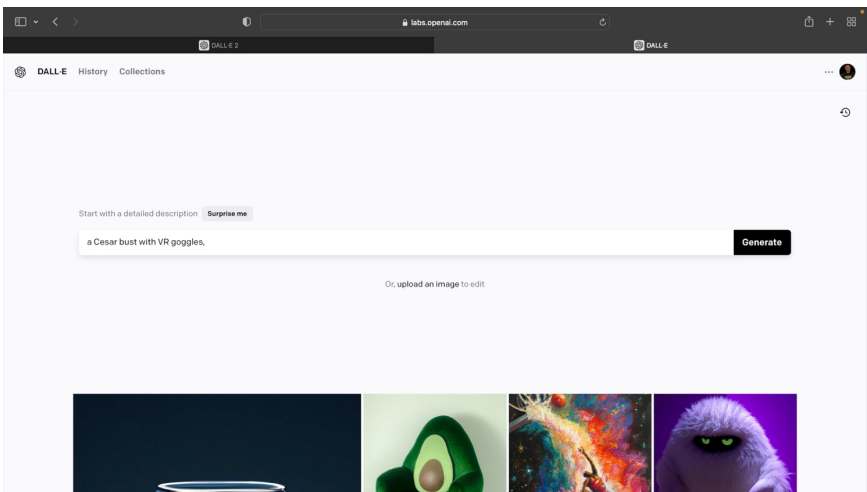 labs.openai.com
DALL·E 2
DALL·E
DALL·E History Collections
Start with a detailed description Surprise me
a Cesar bust with VR goggles,
Generate
Or, upload an image to edit